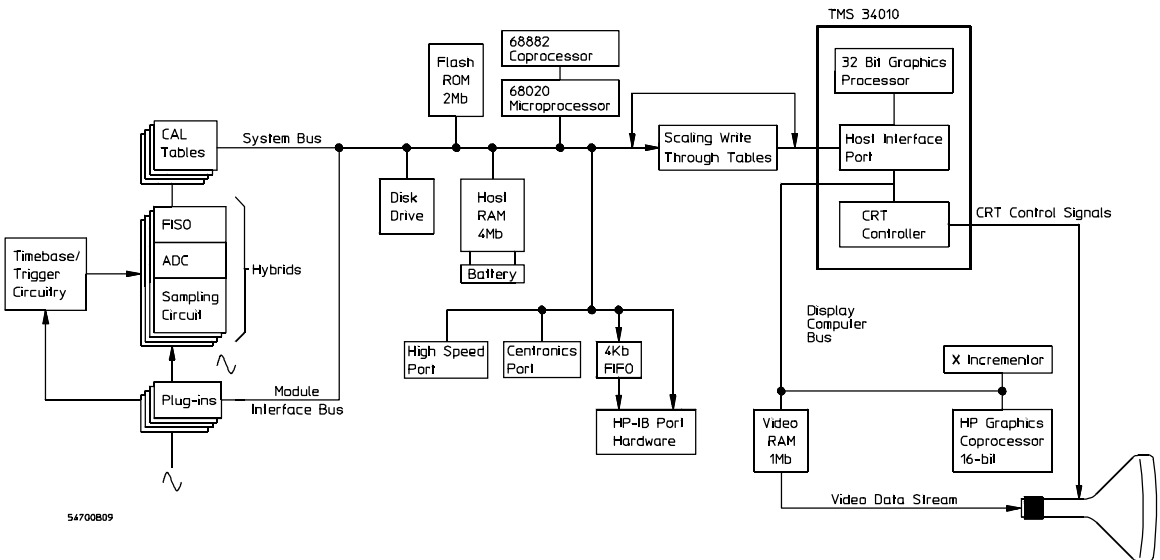 TMS 34010
68882
Coprocessor
Flash
ROM
2Mb
32 Bit Graphics
Processor
68020
Microprocessor
CAL
Tables
System Bus
Scaling Write
Through Tables
Host Interface
Port
Disk
Drive
Host
RAM
4Mb
Battery
CRT
Controller
CRT Control Signals
Timebase/
Trigger
Circuitry
FISO
ADC
Sampling
Circuit
Hybrids
Display
Computer
Bus
High Speed
Port
Centronics
Port
4Kb
FIFO
X Incrementor
Plug-ins
Module
Interface Bus
HP-IB Port
Hardware
Video
RAM
1Mb
HP Graphics
Coprocessor
16-bit
Video Data Stream
54700B09